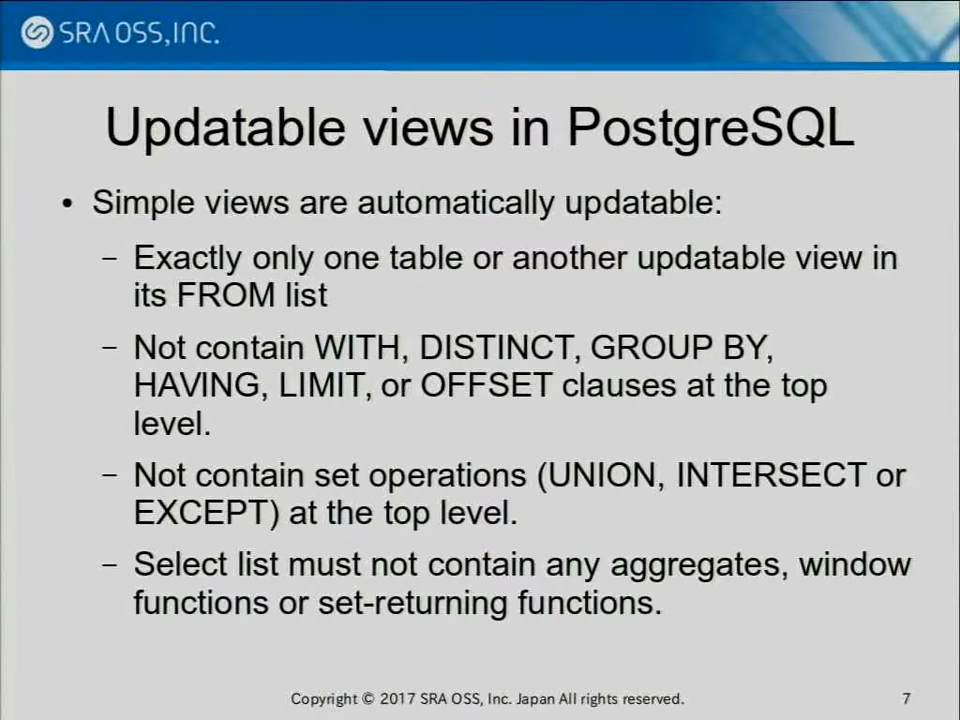 SRA OSS, INC.
Updatable views in PostgreSQL
• Simple views are automatically updatable:
– Exactly only one table or another updatable view in
its FROM list
– Not contain WITH, DISTINCT, GROUP BY,
HAVING, LIMIT, or OFFSET clauses at the top
level.
– Not contain set operations (UNION, INTERSECT or
EXCEPT) at the top level.
– Select list must not contain any aggregates, window
functions or set-returning functions.
Copyright © 2017 SRA OSS, Inc. Japan All rights reserved.
7